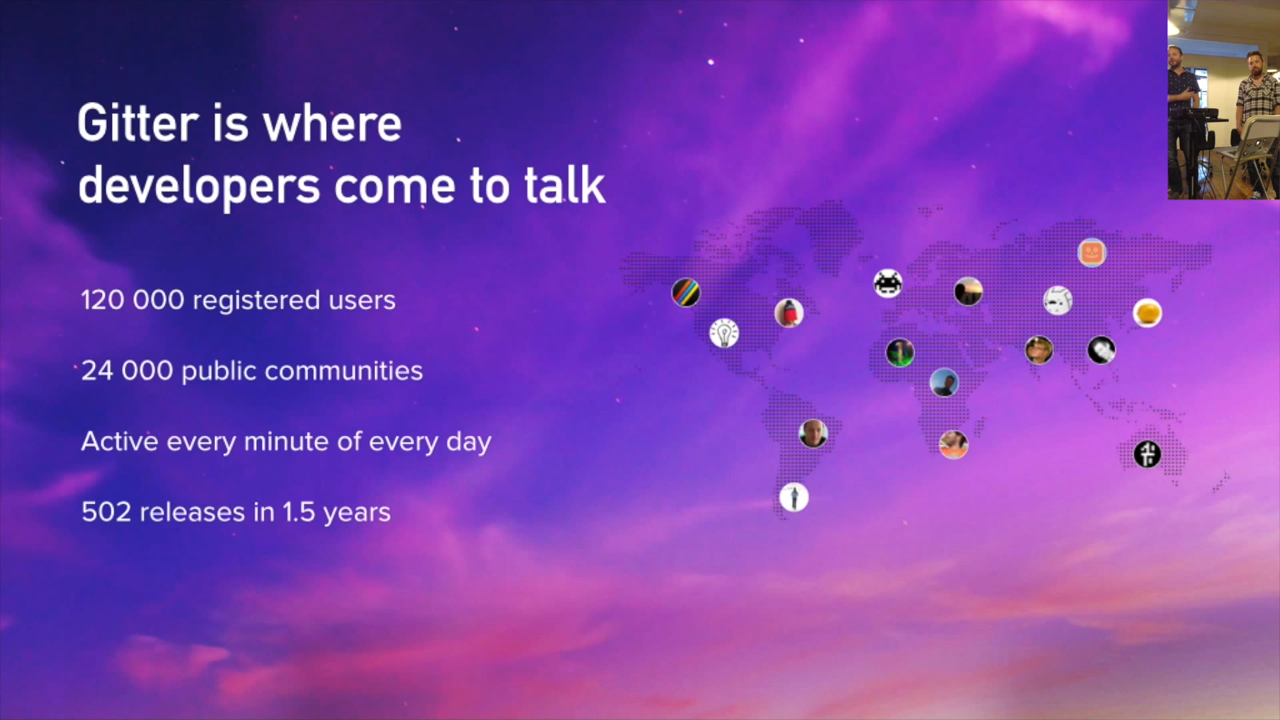 Gitter is where
developers come to talk
120 000 registered users
24 000 public communities
Active every minute of every day
502 releases in 1.5 years